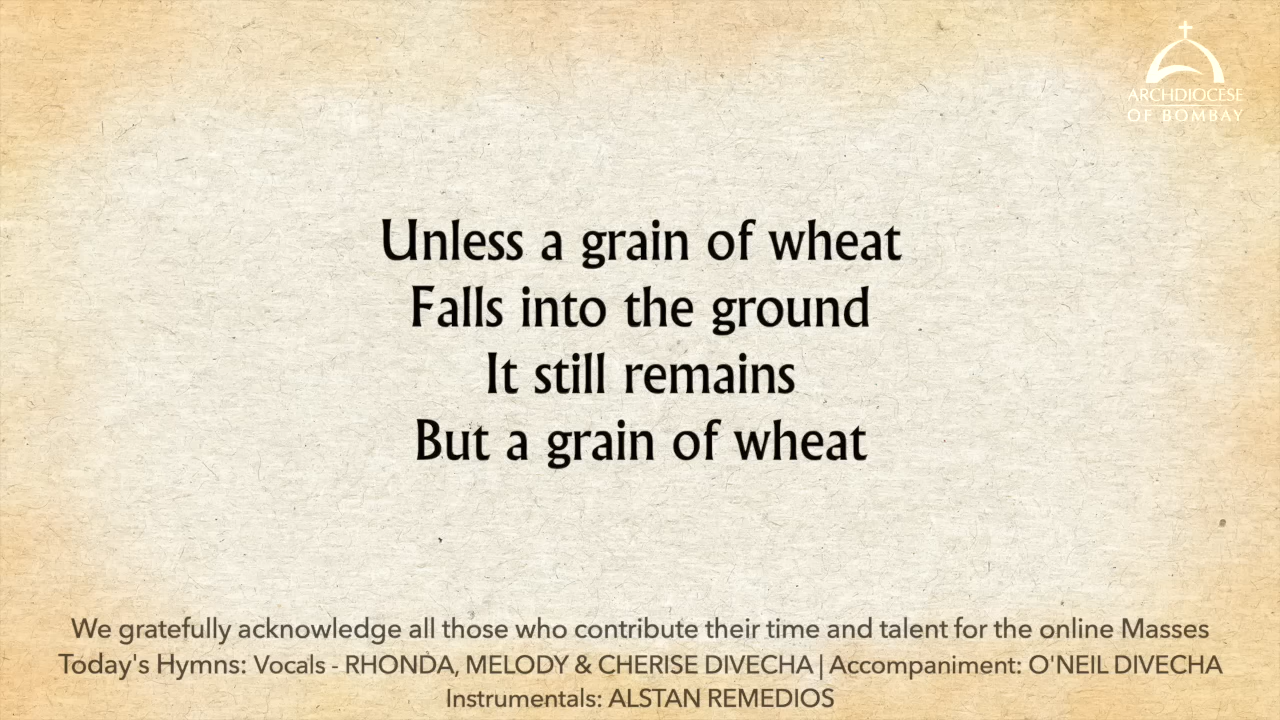 ARCHDIOCESE
OF BOMBAY
Unless a grain of wheat
Falls into the ground
It still remains
But a grain of wheat
We gratefully acknowledge all those who contribute their time and talent for the online Masses
Today's Hymns: Vocals - RHONDA, MELODY & CHERISE DIVECHA | Accompaniment: O'NEIL DIVECHA
Instrumentals: ALSTAN REMEDIOS